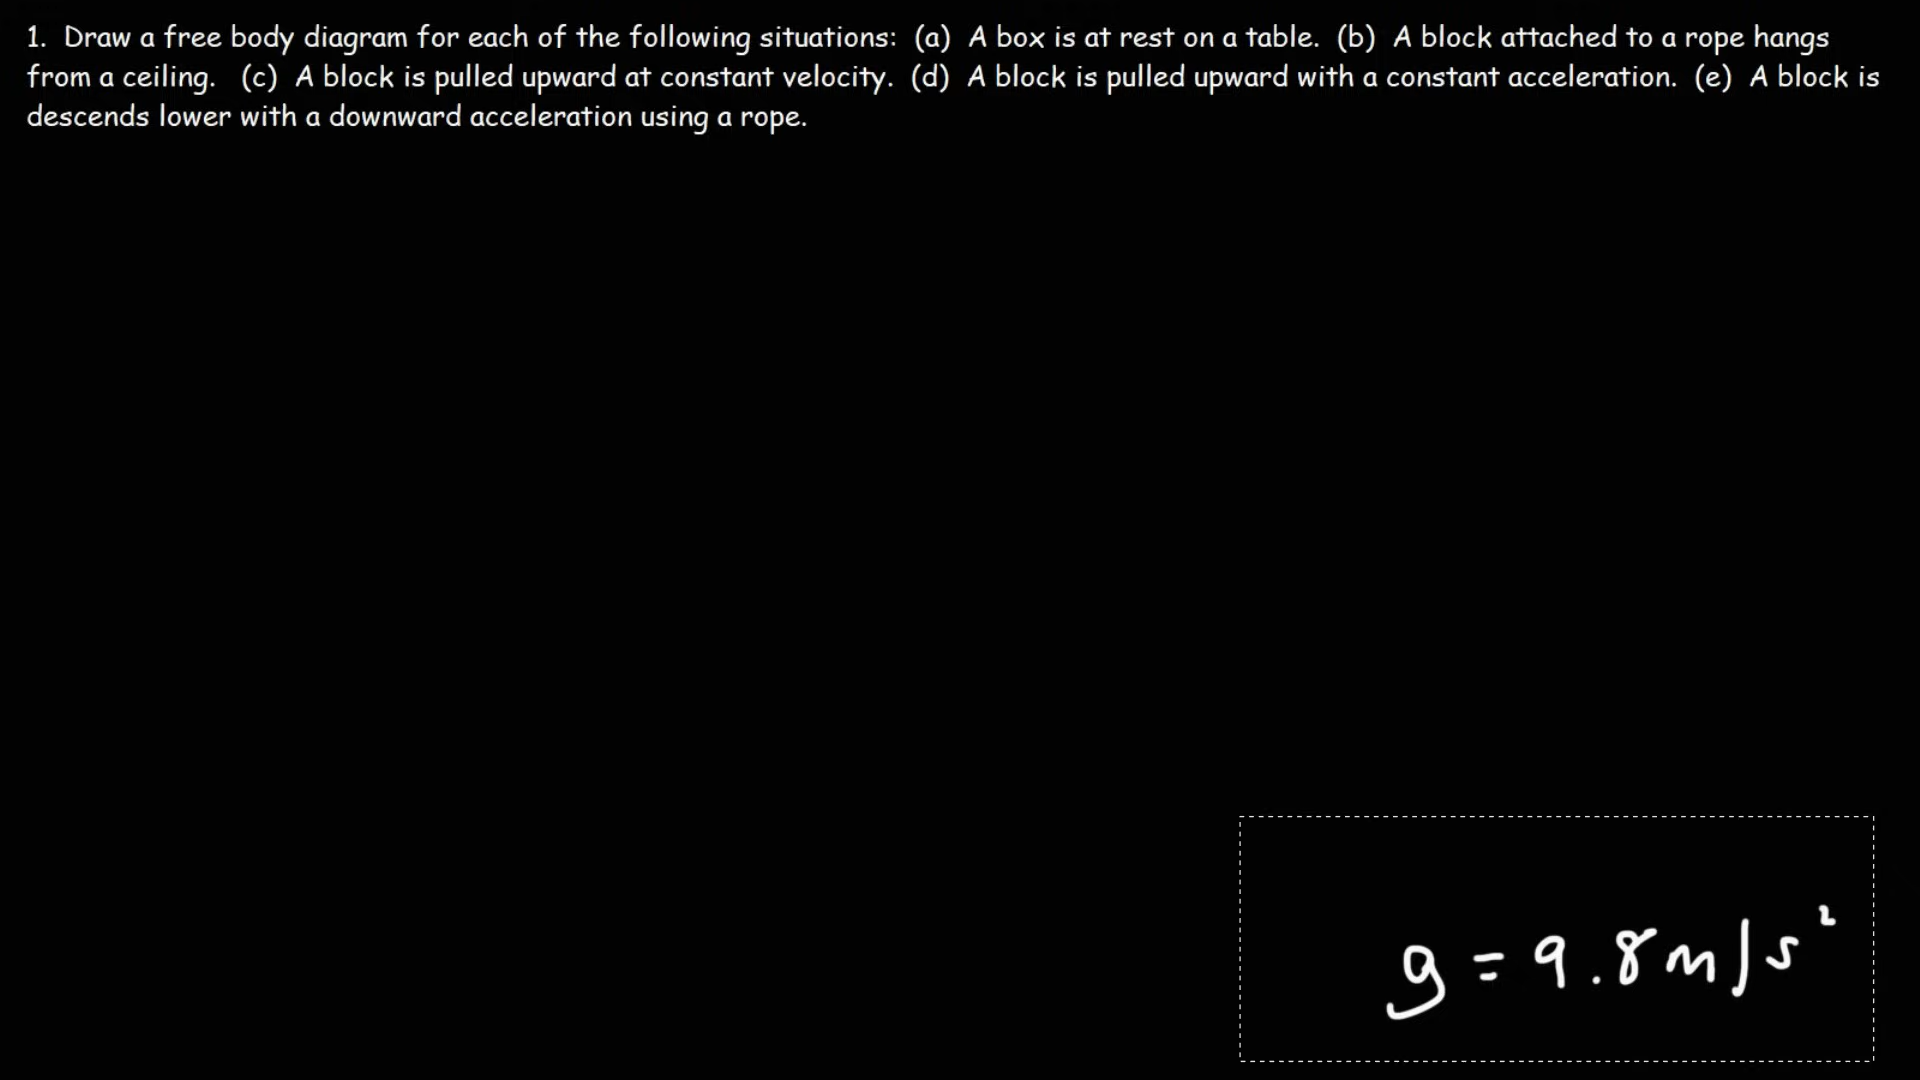 1. Draw a free body diagram for each of the following situations: (a) A box is at rest on a table. (b) A block attached to a rope hangs
from a ceiling. (c) A block is pulled upward at constant velocity. (d) A block is pulled upward with a constant acceleration. (e) A block is
descends lower with a downward acceleration using a rope.
g = 9.8 m/s²